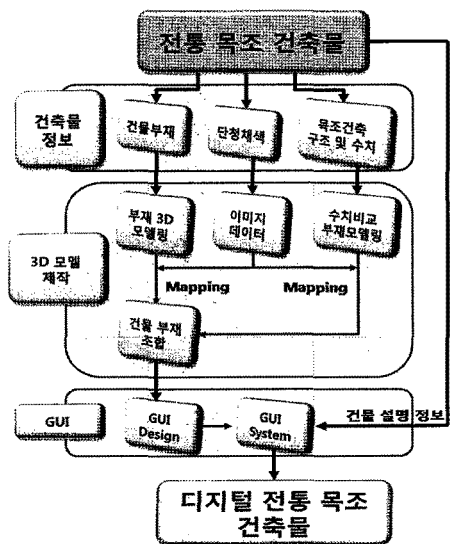 전통 목조 건축물
건축물
정보
건물부재
단청채색
목조건축
구조 및 수치
3D 모델
제작
부재 3D
모델링
이미지
데이터
수치비교
부재모델링
Mapping
Mapping
건물 부재
조합
GUI
GUI
Design
GUI
System
건물 설명 정보
디지털 전통 목조
건축물